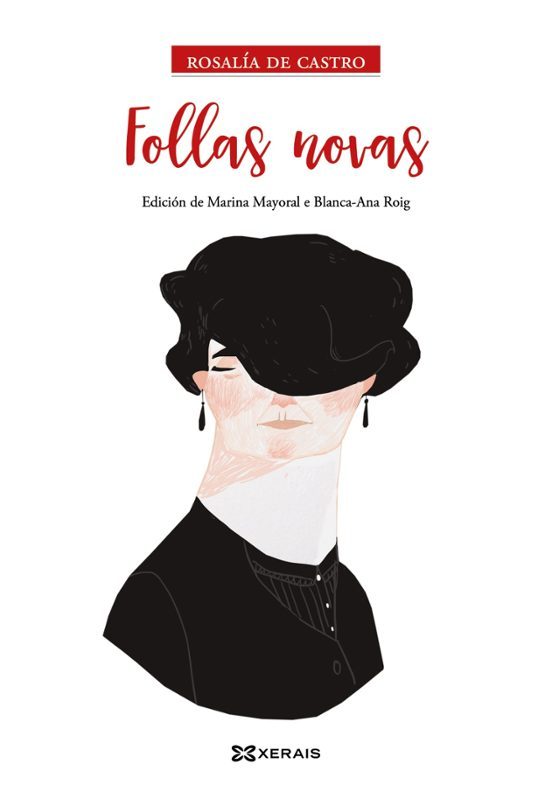 ROSALÍA DE CASTRO
Follas novas
Edición de Marina Mayoral e Blanca-Ana Roig
XERAIS